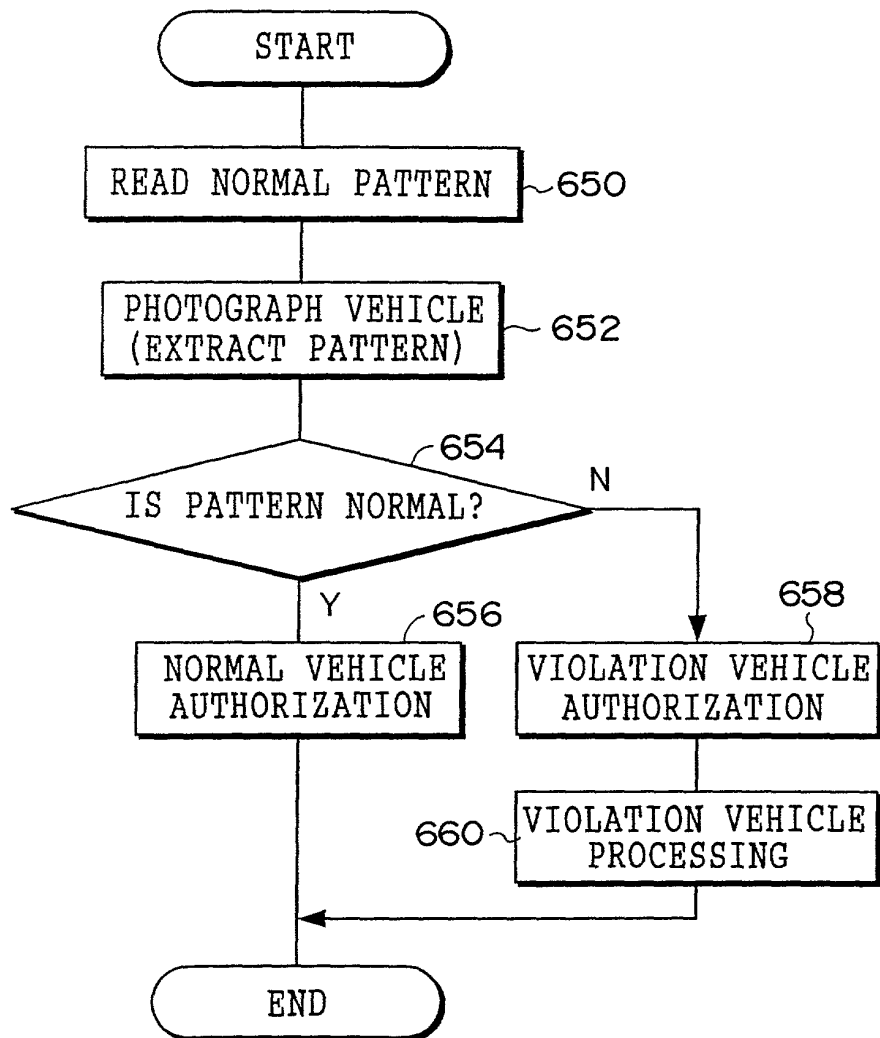 START
READ NORMAL PATTERN
650
PHOTOGRAPH VEHICLE
(EXTRACT PATTERN)
652
654
IS PATTERN NORMAL?
N
Y
656
NORMAL VEHICLE
AUTHORIZATION
658
VIOLATION VEHICLE
AUTHORIZATION
660
VIOLATION VEHICLE
PROCESSING
END